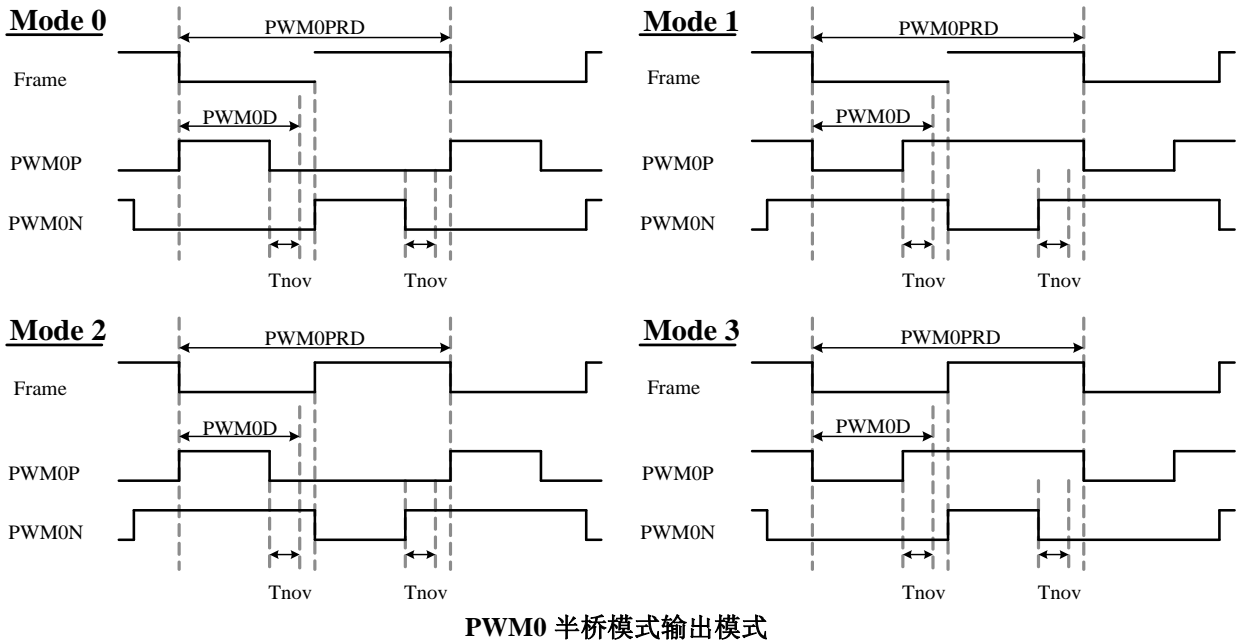 Mode 0
PWM0PRD
Frame
PWM0D
PWM0P
PWM0N
Tnov
Tnov
Mode 1
PWM0PRD
Frame
PWM0D
PWM0P
PWM0N
Tnov
Tnov
Mode 2
PWM0PRD
Frame
PWM0D
PWM0P
PWM0N
Tnov
Tnov
Mode 3
PWM0PRD
Frame
PWM0D
PWM0P
PWM0N
Tnov
Tnov
PWM0 半桥模式输出模式